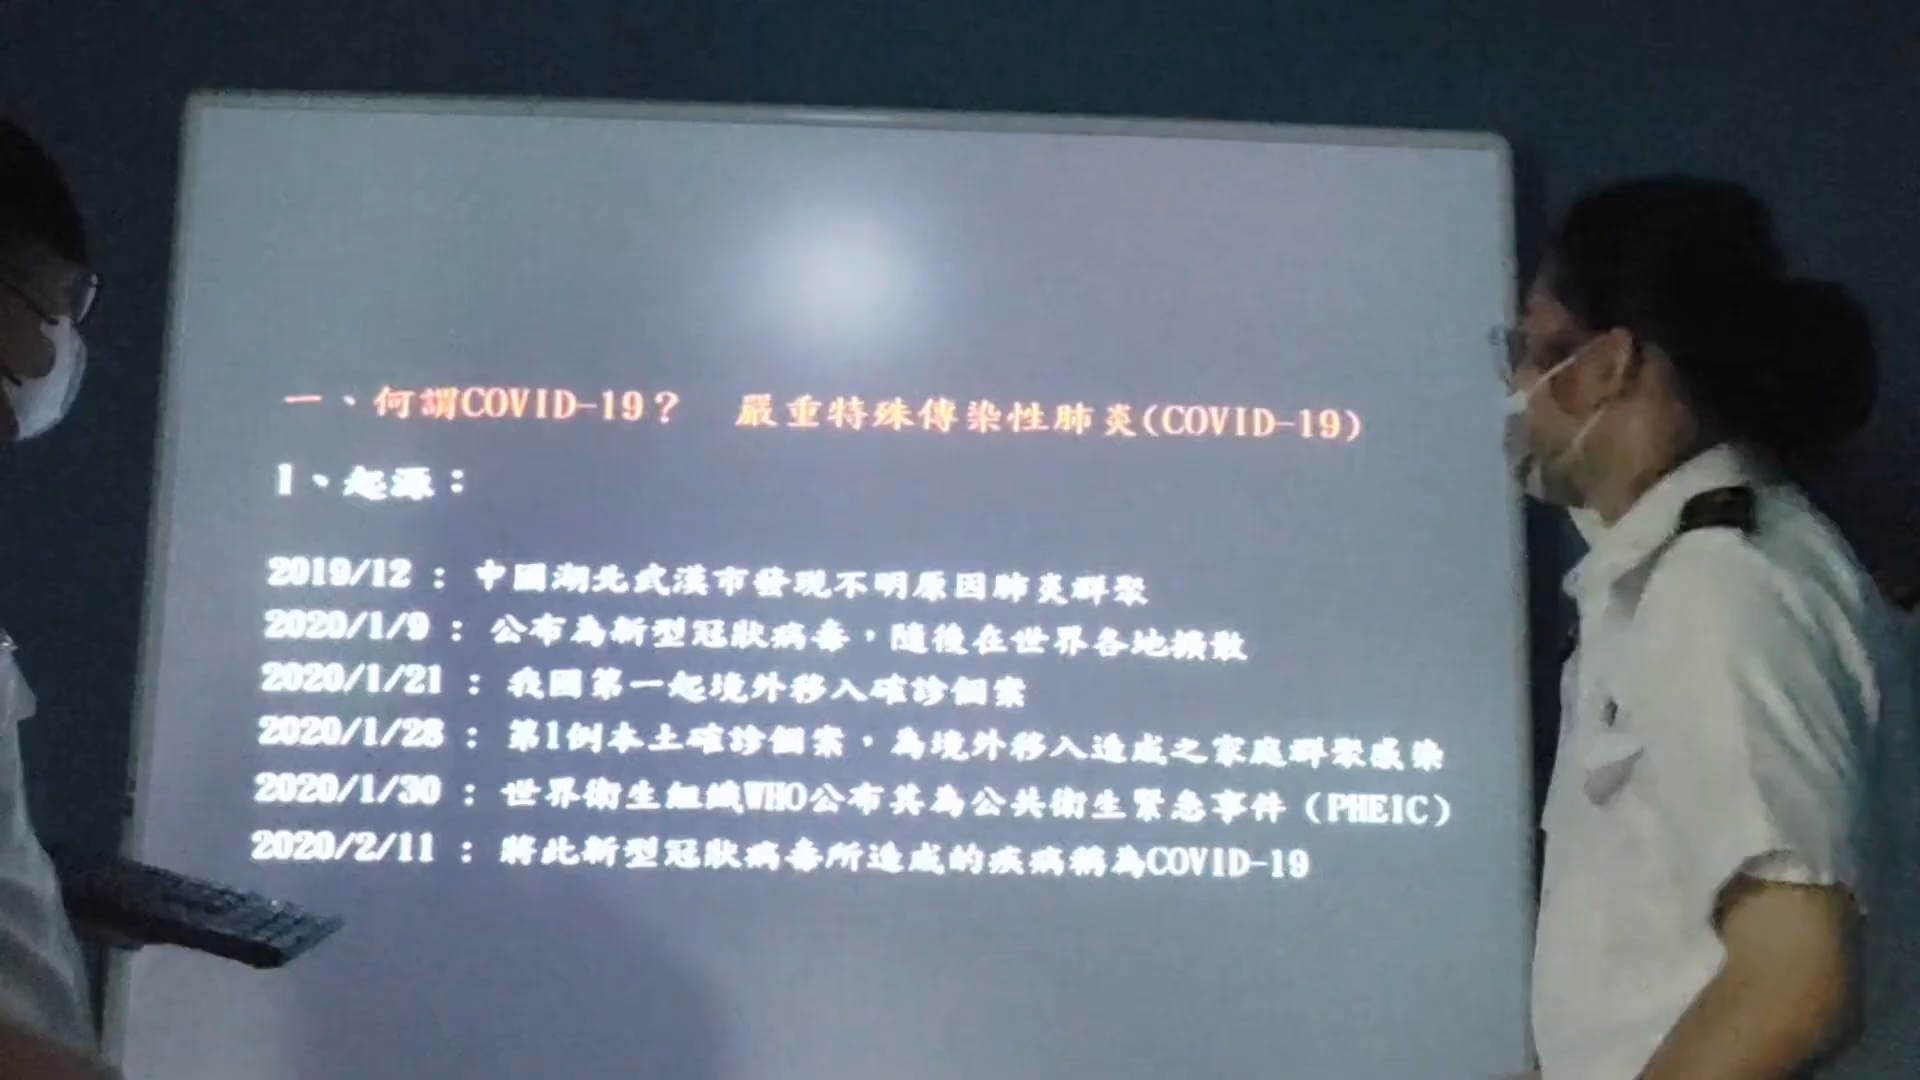 一、何謂COVID-19？ 嚴重特殊傳染性肺炎(COVID-19)
1、起源：
2019/12 : 中國湖北武漢市發現不明原因肺炎群聚
2020/1/9 : 公布為新型冠狀病毒，隨後在世界各地擴散
2020/1/21 : 我國第一起境外移入確診個案
2020/1/28 : 第1例本土確診個案，為境外移入造成之家庭群聚感染
2020/1/30 : 世界衛生組織WHO公布其為公共衛生緊急事件（PHEIC）
2020/2/11 : 將此新型冠狀病毒所造成的疾病稱為COVID-19